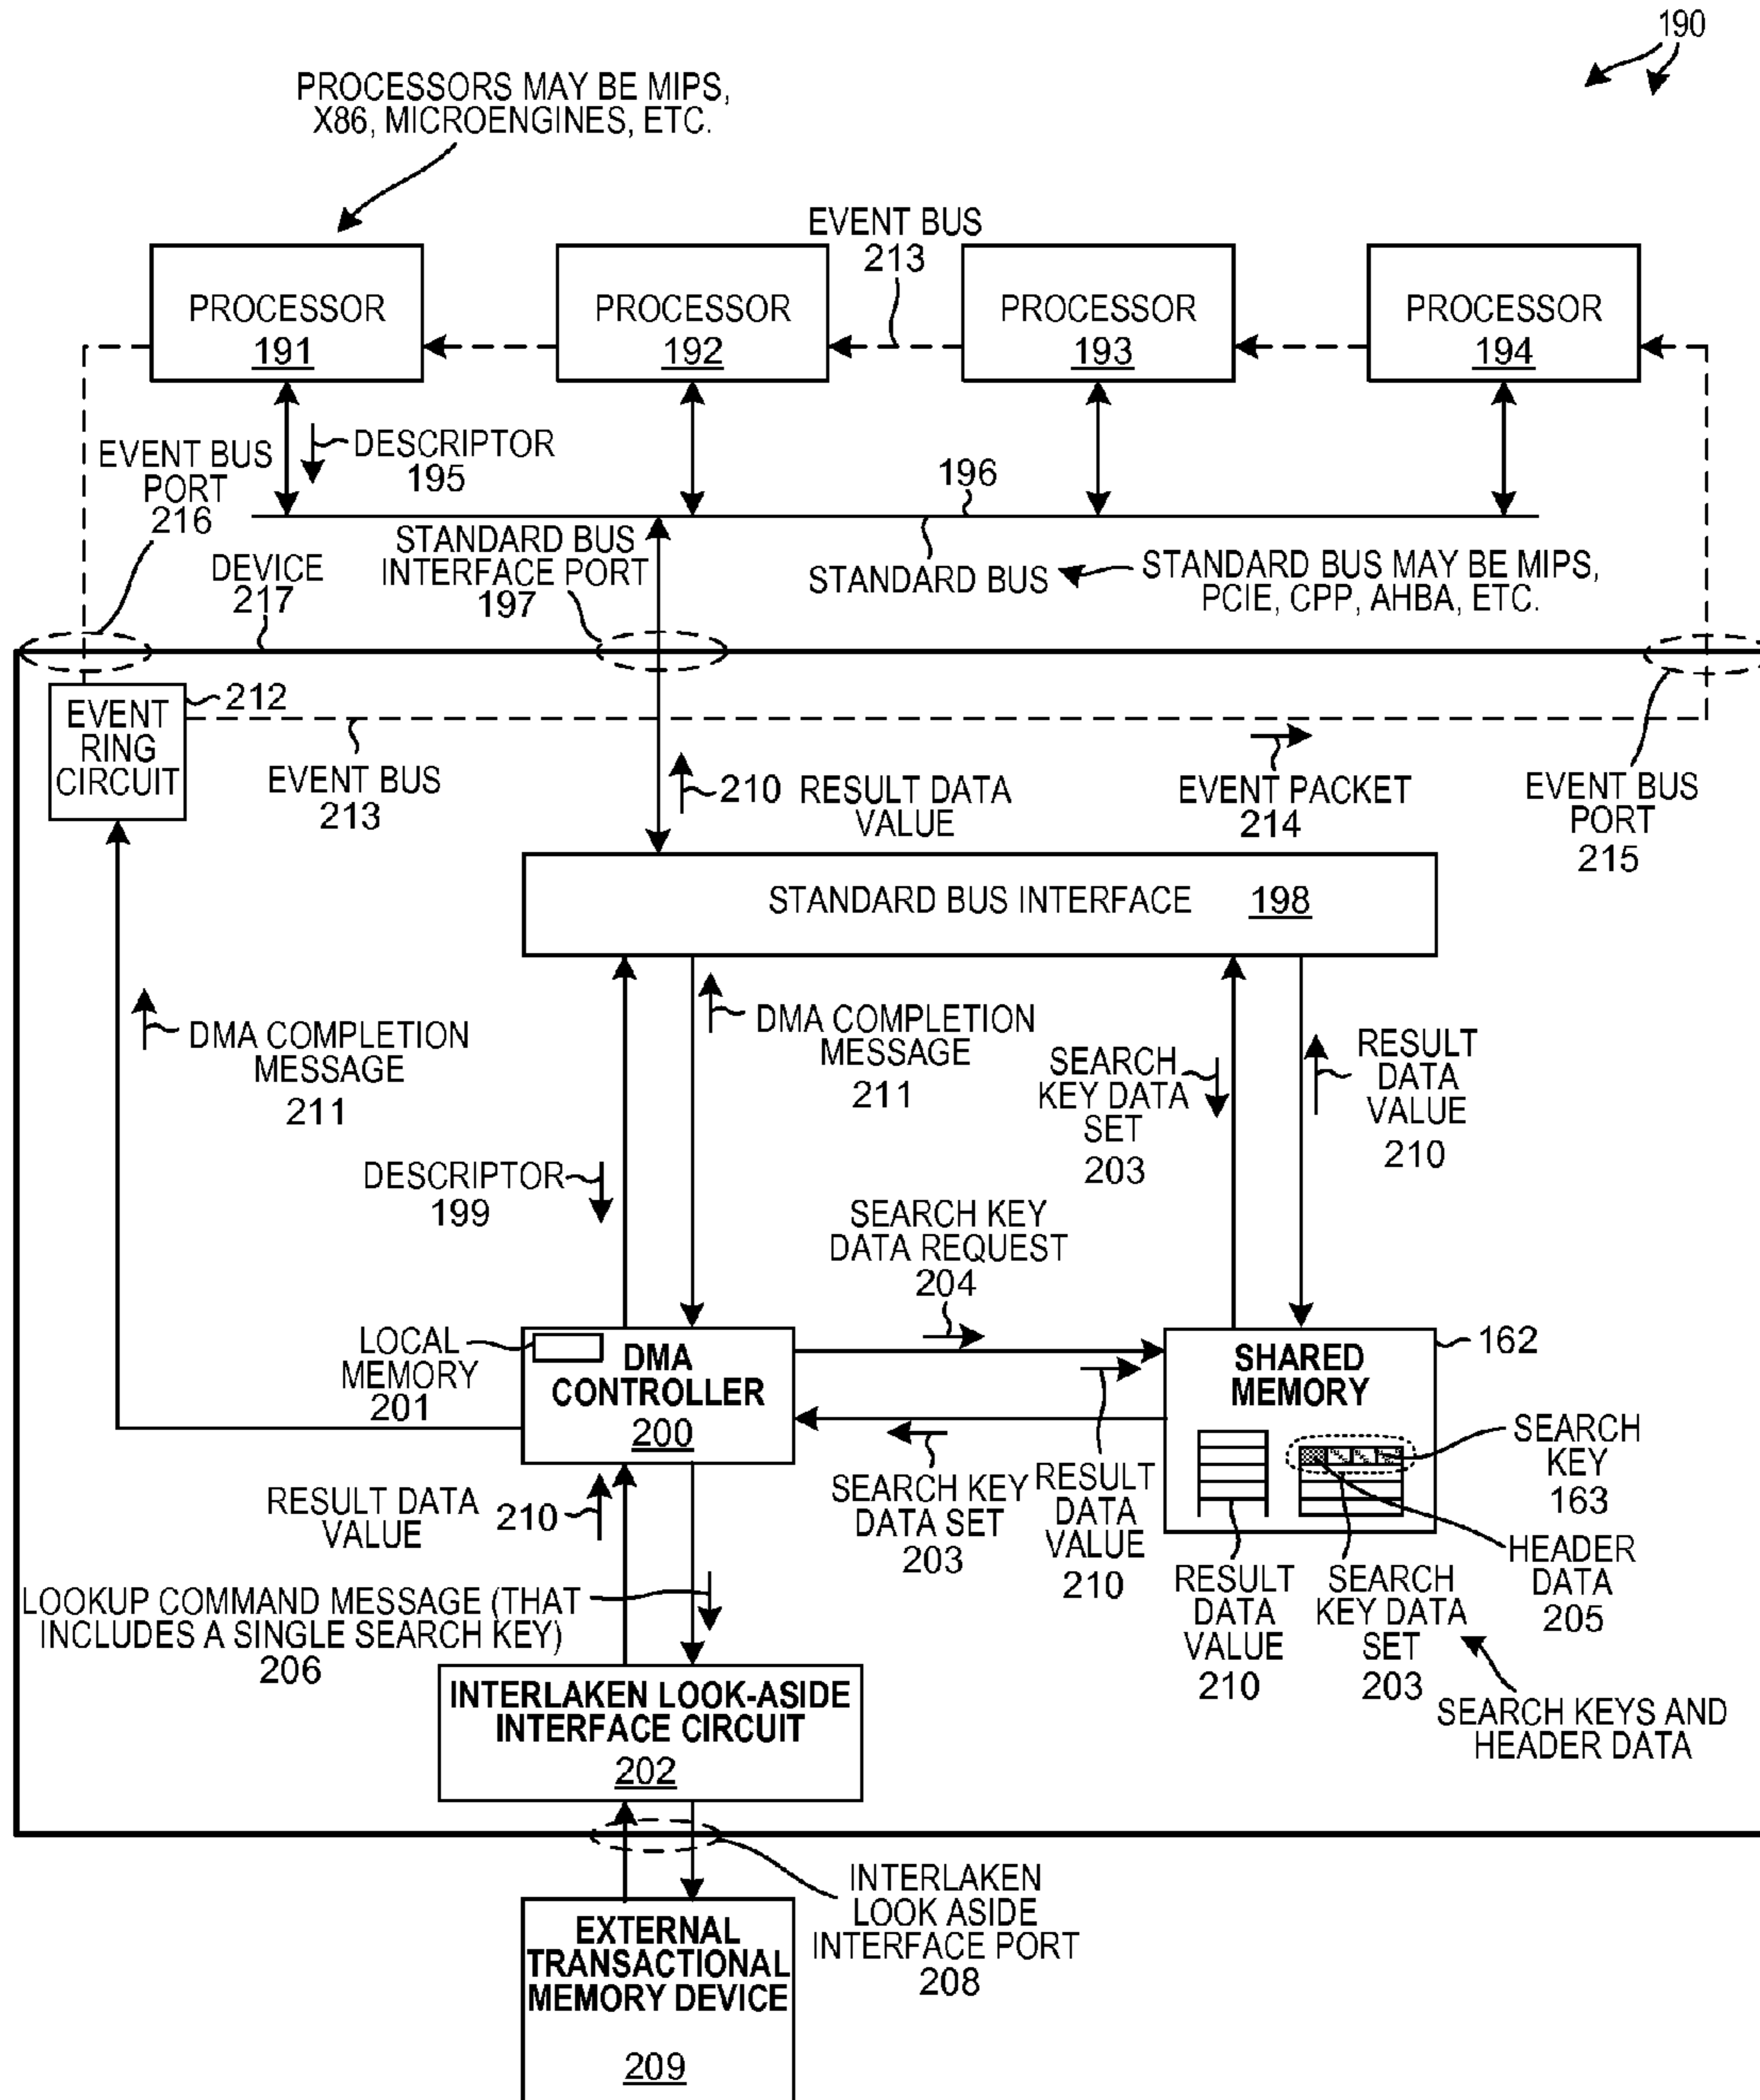 190
PROCESSORS MAY BE MIPS,
X86, MICROENGINES, ETC.
EVENT BUS
213
PROCESSOR
191
PROCESSOR
192
PROCESSOR
193
PROCESSOR
194
DESCRIPTOR
195
EVENT BUS
PORT
216
196
STANDARD BUS
INTERFACE PORT
197
DEVICE
217
STANDARD BUS
STANDARD BUS MAY BE MIPS,
PCIE, CPP, AHBA, ETC.
EVENT
RING
CIRCUIT
212
EVENT BUS
213
210 RESULT DATA
VALUE
EVENT PACKET
214
EVENT BUS
PORT
215
STANDARD BUS INTERFACE 198
DMA COMPLETION
MESSAGE
211
DMA COMPLETION
MESSAGE
211
SEARCH
KEY DATA
SET
203
RESULT
DATA
VALUE
210
DESCRIPTOR
199
SEARCH KEY
DATA REQUEST
204
LOCAL
MEMORY
201
DMA
CONTROLLER
200
SHARED
MEMORY
162
SEARCH
KEY
163
RESULT DATA
VALUE
210
SEARCH KEY
DATA SET
203
RESULT
DATA
VALUE
210
RESULT
DATA
VALUE
210
SEARCH
KEY DATA
SET
203
HEADER
DATA
205
SEARCH KEYS AND
HEADER DATA
LOOKUP COMMAND MESSAGE (THAT
INCLUDES A SINGLE SEARCH KEY)
206
INTERLAKEN LOOK-ASIDE
INTERFACE CIRCUIT
202
INTERLAKEN
LOOK ASIDE
INTERFACE PORT
208
EXTERNAL
TRANSACTIONAL
MEMORY DEVICE
209